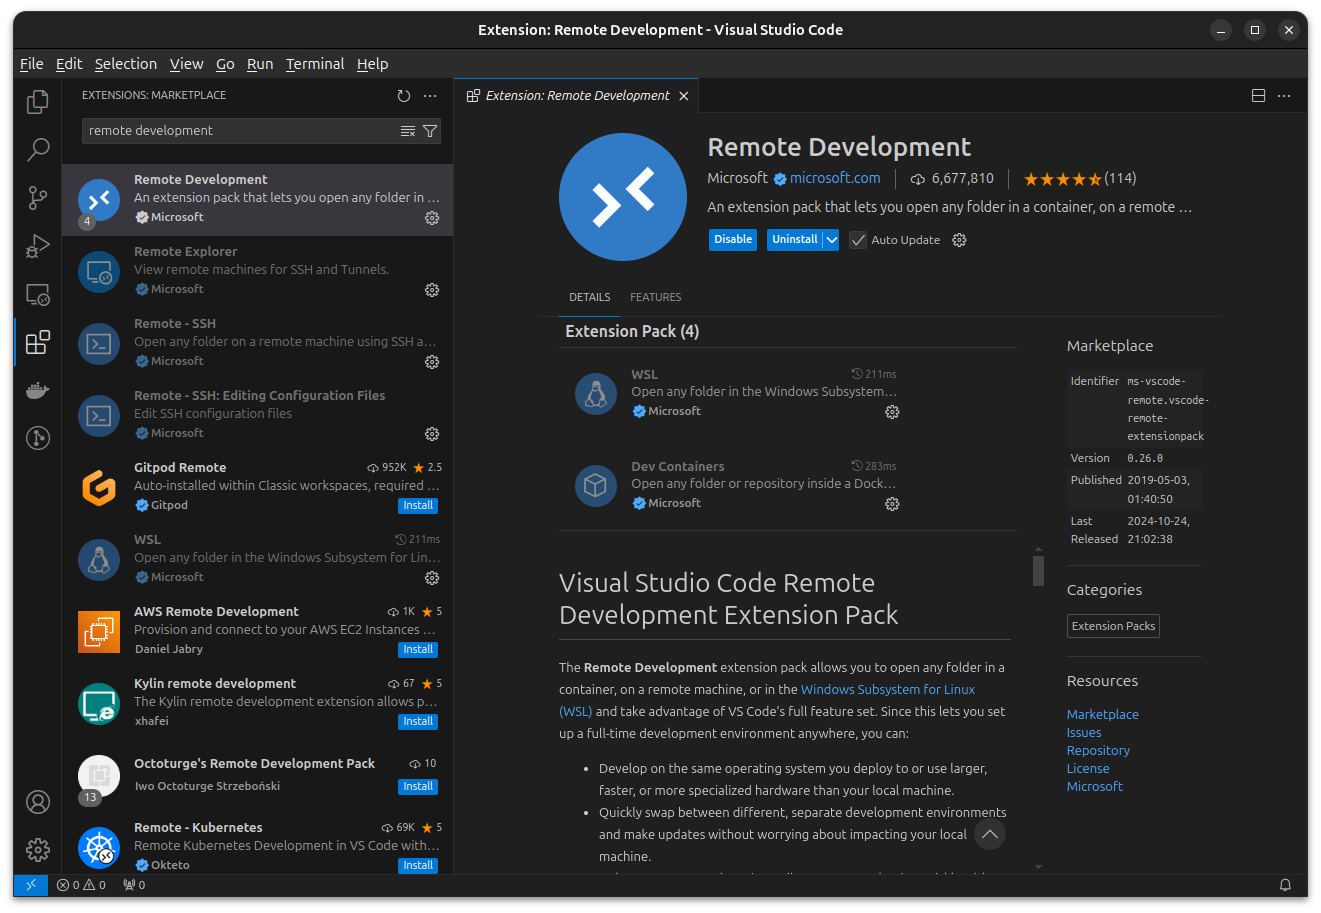 Extension: Remote Development - Visual Studio Code
File Edit Selection View Go Run Terminal Help
EXTENSIONS: MARKETPLACE
remote development
Remote Development
An extension pack that lets you open any folder in ...
Microsoft
4
Remote Explorer
View remote machines for SSH and Tunnels.
Microsoft
Remote - SSH
Open any folder on a remote machine using SSH a...
Microsoft
Remote - SSH: Editing Configuration Files
Edit SSH configuration files
Microsoft
Gitpod Remote 952K 2.5
Auto-installed within Classic workspaces, required ...
Gitpod Install
WSL 211ms
Open any folder in the Windows Subsystem for Lin...
Microsoft
AWS Remote Development 1K 5
Provision and connect to your AWS EC2 Instances ...
Daniel Jabry Install
Kylin remote development 67 5
The Kylin remote development extension allows p...
xhafei Install
Octoturge's Remote Development Pack 10
Iwo Octoturge Strzeboński Install
13
Remote - Kubernetes 69K 5
Remote Kubernetes Development in VS Code with...
Okteto Install
Extension: Remote Development
Remote Development
Microsoft microsoft.com 6,677,810 (114)
An extension pack that lets you open any folder in a container, on a remote ...
Disable Uninstall Auto Update
DETAILS FEATURES
Extension Pack (4)
WSL 211ms
Open any folder in the Windows Subsystem...
Microsoft
Dev Containers 283ms
Open any folder or repository inside a Dock...
Microsoft
Visual Studio Code Remote
Development Extension Pack
The Remote Development extension pack allows you to open any folder in a
container, on a remote machine, or in the Windows Subsystem for Linux
(WSL) and take advantage of VS Code's full feature set. Since this lets you set
up a full-time development environment anywhere, you can:
• Develop on the same operating system you deploy to or use larger,
faster, or more specialized hardware than your local machine.
• Quickly swap between different, separate development environments
and make updates without worrying about impacting your local
machine.
Marketplace
Identifier ms-vscode-
remote.vscode-
remote-
extensionpack
Version 0.26.0
Published 2019-05-03,
01:40:50
Last 2024-10-24,
Released 21:02:38
Categories
Extension Packs
Resources
Marketplace
Issues
Repository
License
Microsoft
0 0 0